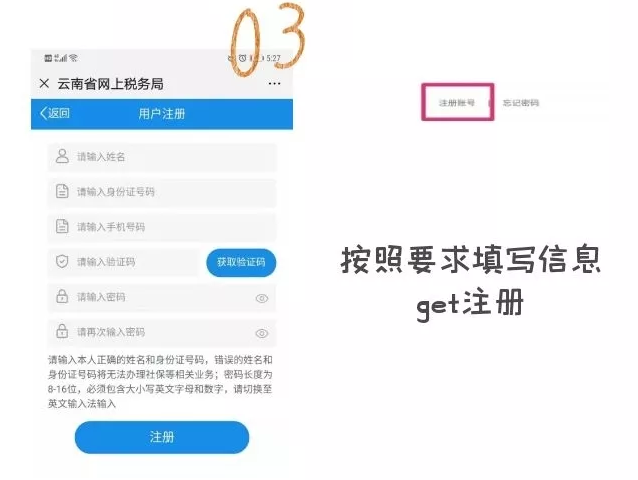 03
5:27
云南省网上税务局
返回
用户注册
请输入姓名
请输入身份证号码
请输入手机号码
请输入验证码
获取验证码
请输入密码
请再次输入密码
请输入本人正确的姓名和身份证号码，错误的姓名和
身份证号码将无法办理社保等相关业务；密码长度为
8-16位，必须包含大小写英文字母和数字，请切换至
英文输入法输入
注册
注册账号
忘记密码
按照要求填写信息
get注册